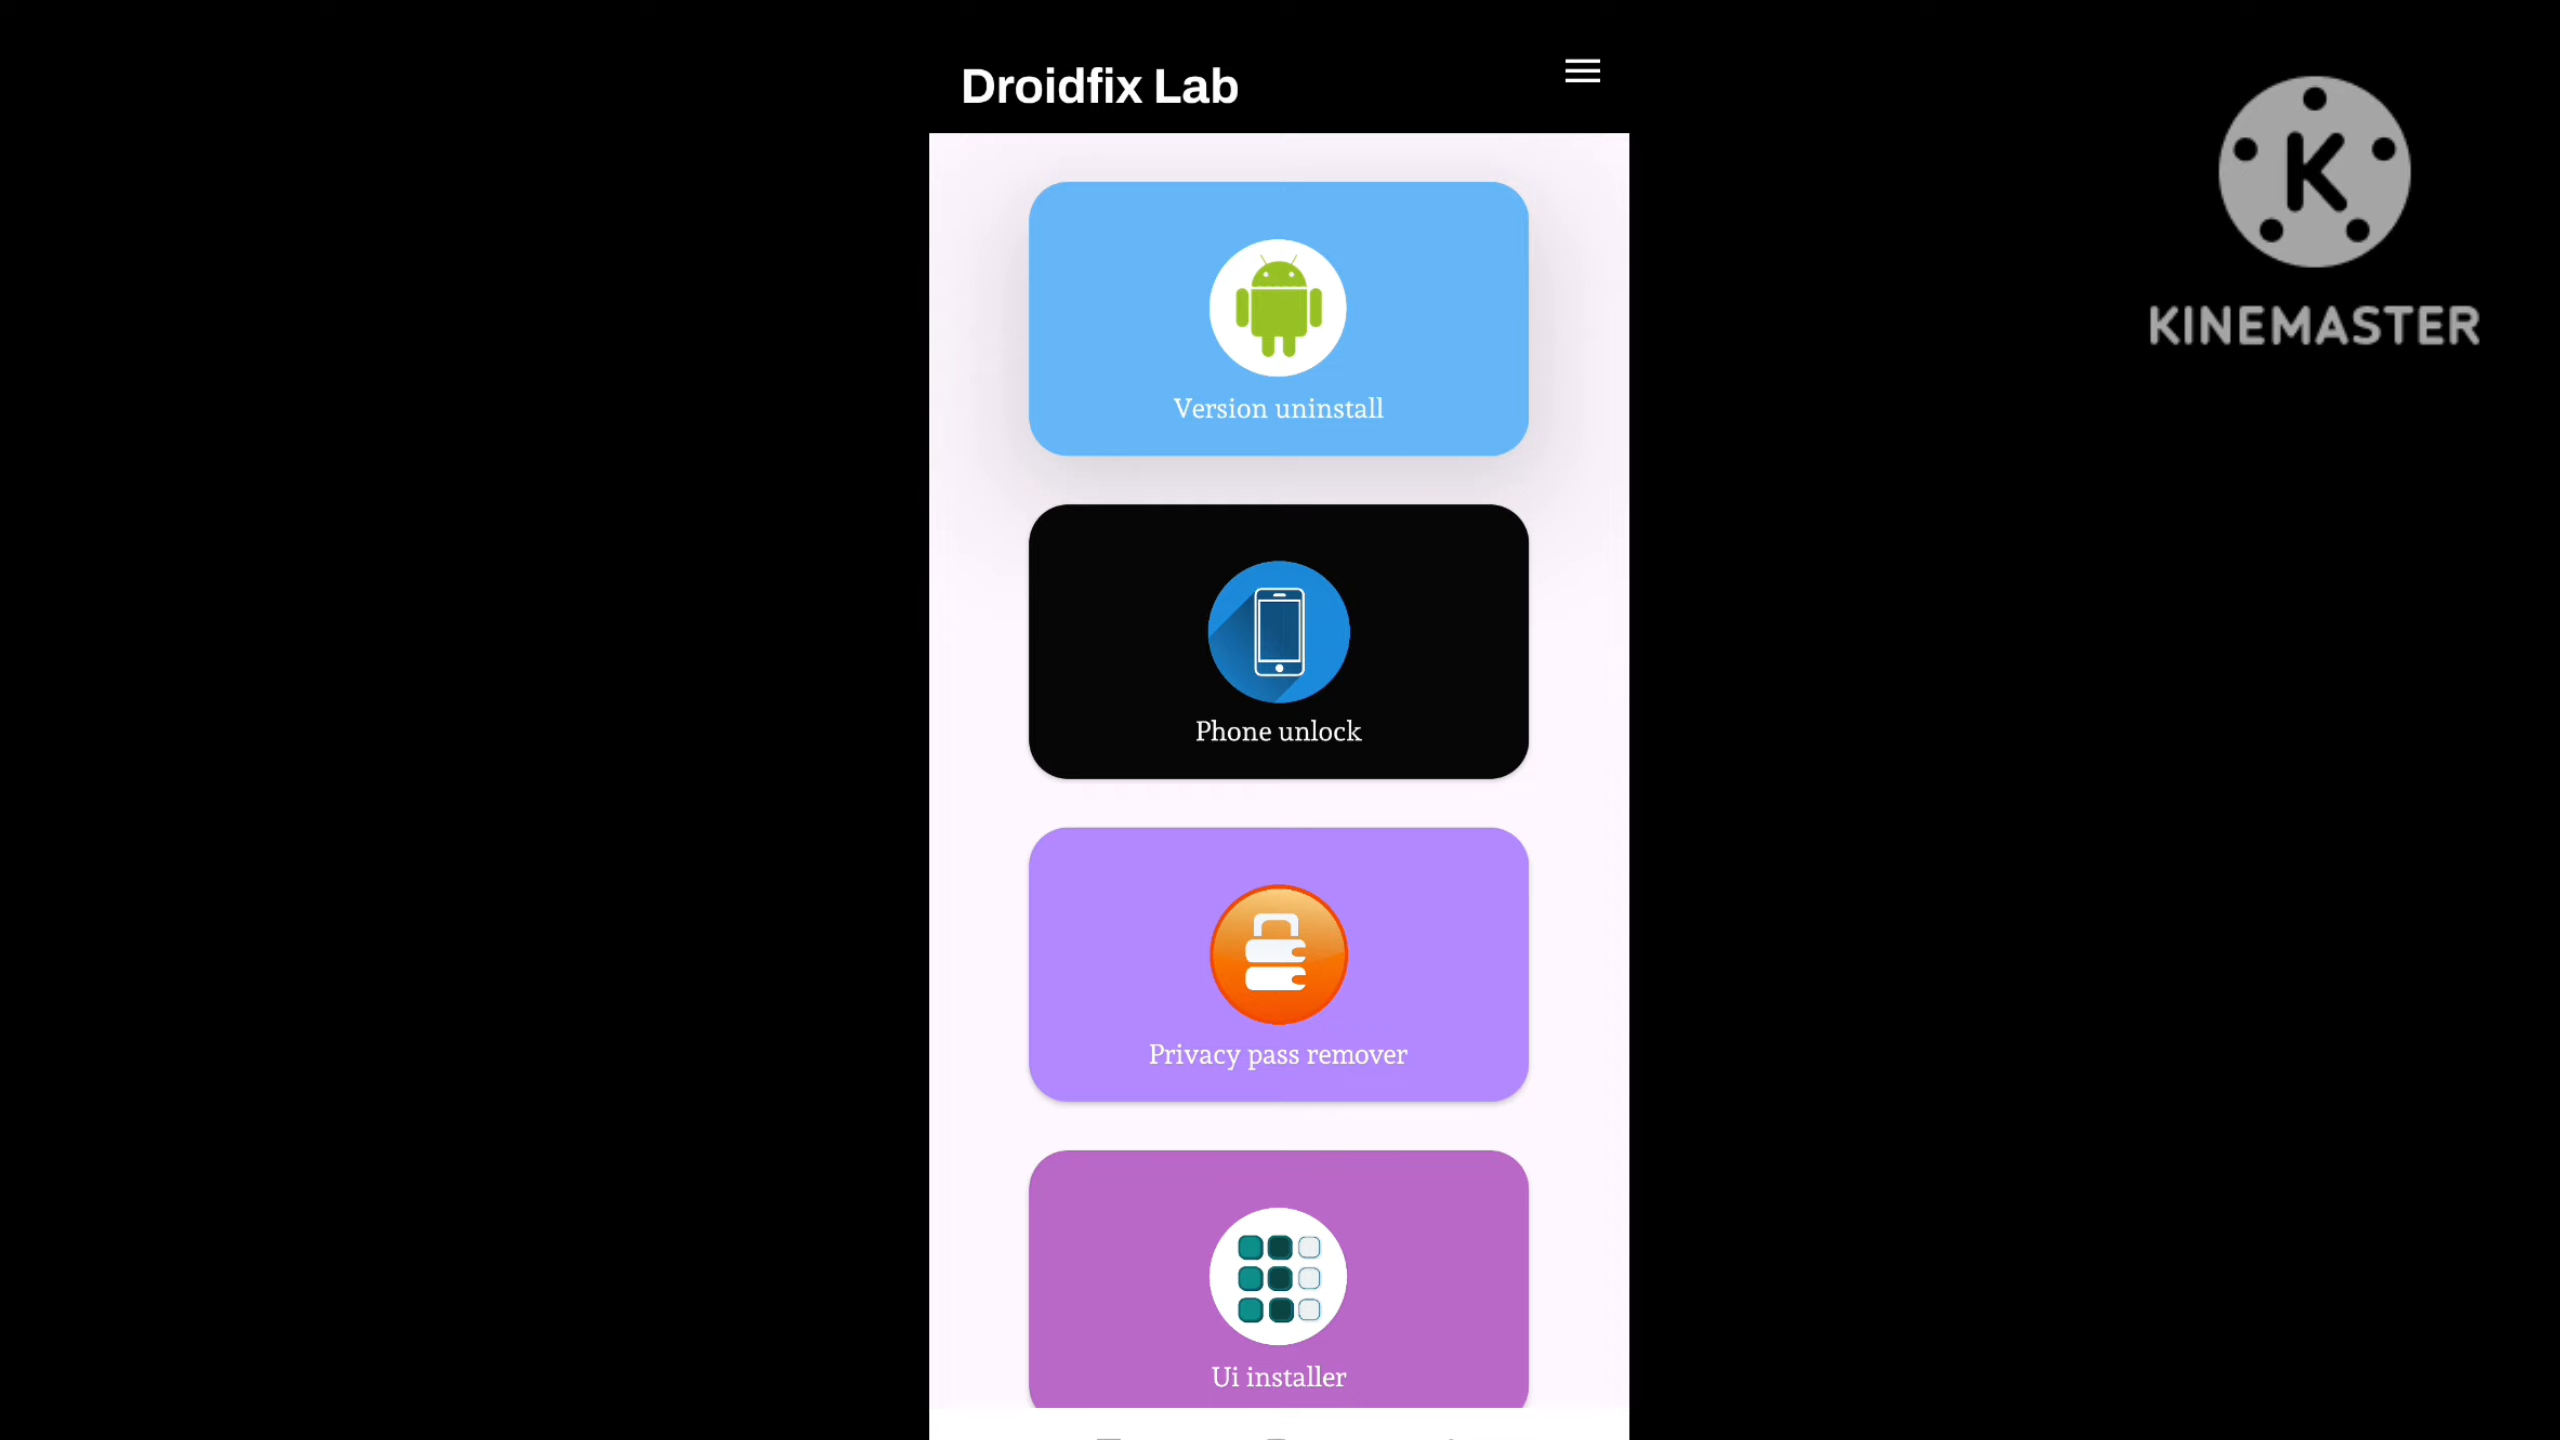 Droidfix Lab
KINEMASTER
Version uninstall
Phone unlock
Privacy pass remover
Ui installer